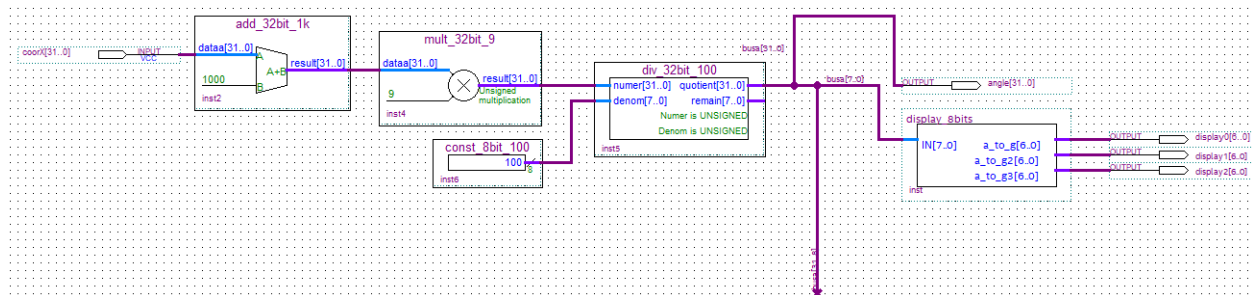 coorX[31..0]
INPUT
VCC
add_32bit_1k
dataa[31..0]
A
A+B
B
result[31..0]
1000
inst2
mult_32bit_9
dataa[31..0]
result[31..0]
Unsigned
multiplication
9
inst4
const_8bit_100
100
8
inst6
div_32bit_100
numer[31..0] quotient[31..0]
denom[7..0] remain[7..0]
Numer is UNSIGNED
Denom is UNSIGNED
inst5
busa[31..0]
busa[7..0]
OUTPUT
angle[31..0]
display_8bits
IN[7..0]
a_to_g[6..0]
a_to_g2[6..0]
a_to_g3[6..0]
inst
OUTPUT
display0[6..0]
OUTPUT
display1[6..0]
OUTPUT
display2[6..0]
busa[31..8]